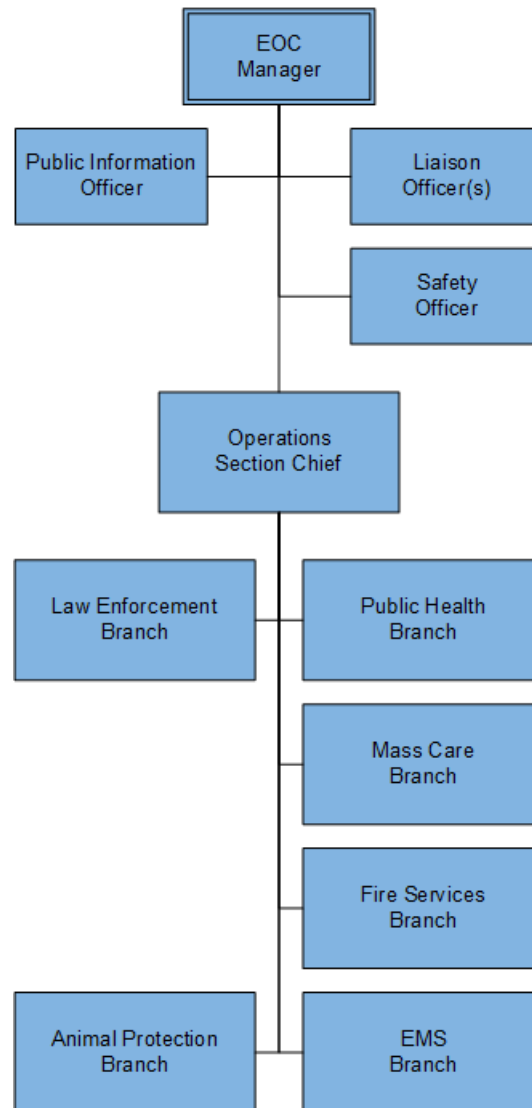 EOC
Manager
Public Information
Officer
Liaison
Officer(s)
Safety
Officer
Operations
Section Chief
Law Enforcement
Branch
Public Health
Branch
Mass Care
Branch
Fire Services
Branch
Animal Protection
Branch
EMS
Branch